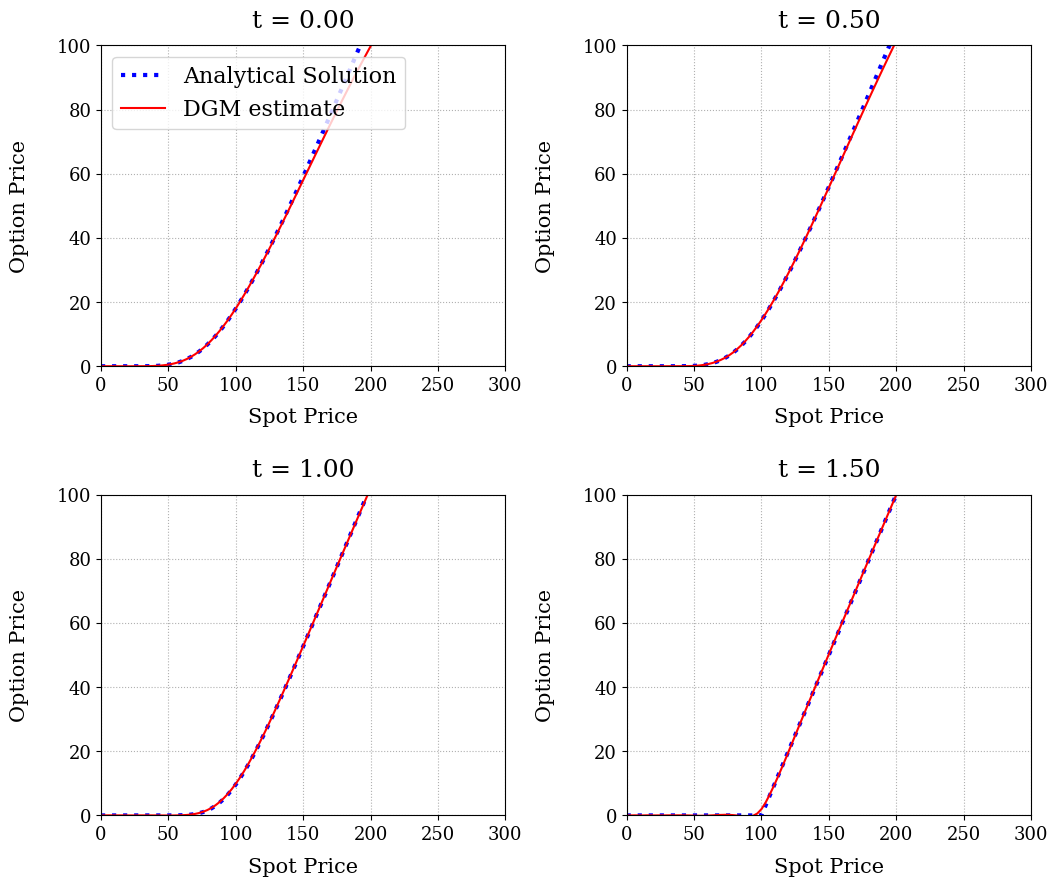 t = 0.00
100
80
60
40
20
0
Option Price
Analytical Solution
DGM estimate
0 50 100 150 200 250 300
Spot Price
t = 0.50
100
80
60
40
20
0
Option Price
0 50 100 150 200 250 300
Spot Price
t = 1.00
100
80
60
40
20
0
Option Price
0 50 100 150 200 250 300
Spot Price
t = 1.50
100
80
60
40
20
0
Option Price
0 50 100 150 200 250 300
Spot Price